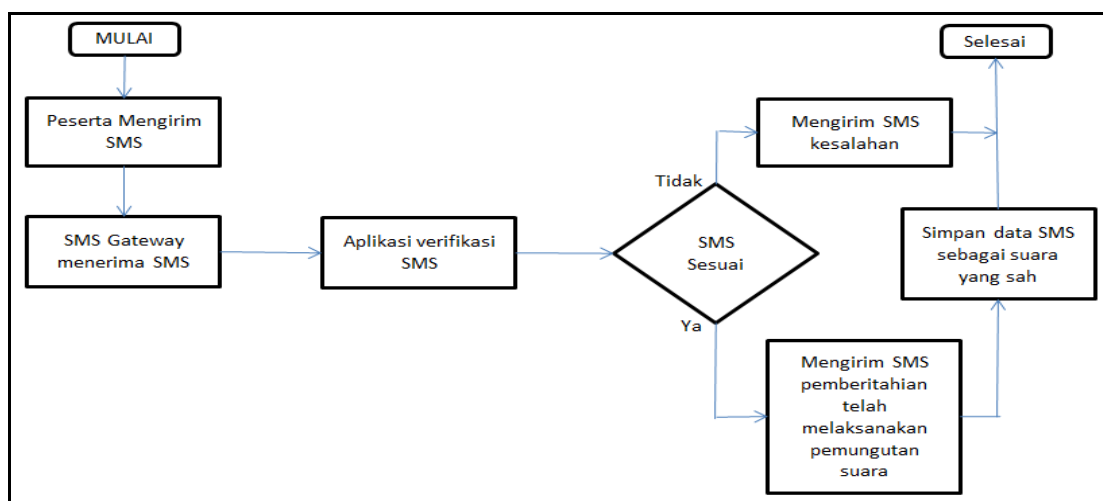 MULAI
Peserta Mengirim
SMS
SMS Gateway
menerima SMS
Aplikasi verifikasi
SMS
SMS
Sesuai
Tidak
Mengirim SMS
kesalahan
Ya
Mengirim SMS
pemberitahian
telah
melaksanakan
pemungutan
suara
Simpan data SMS
sebagai suara
yang sah
Selesai